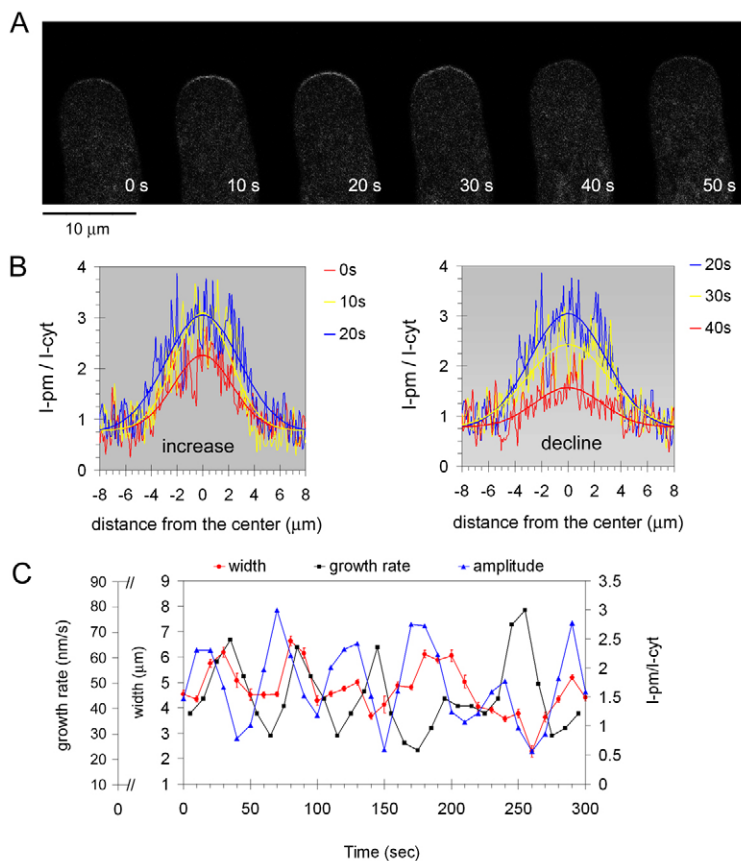 A
0 s 10 s 20 s 30 s 40 s 50 s
10 μm
B
4
3
2
1
0
I-pm / I-cyt
0s
10s
20s
increase
-8 -6 -4 -2 0 2 4 6 8
distance from the center (μm)
4
3
2
1
0
I-pm / I-cyt
20s
30s
40s
decline
-8 -6 -4 -2 0 2 4 6 8
distance from the center (μm)
C
width growth rate amplitude
90
80
70
60
50
40
30
20
10
0
growth rate (nm/s)
9
8
7
6
5
4
3
2
1
width (μm)
3.5
3
2.5
2
1.5
1
0.5
0
I-pm/I-cyt
0 50 100 150 200 250 300
Time (sec)